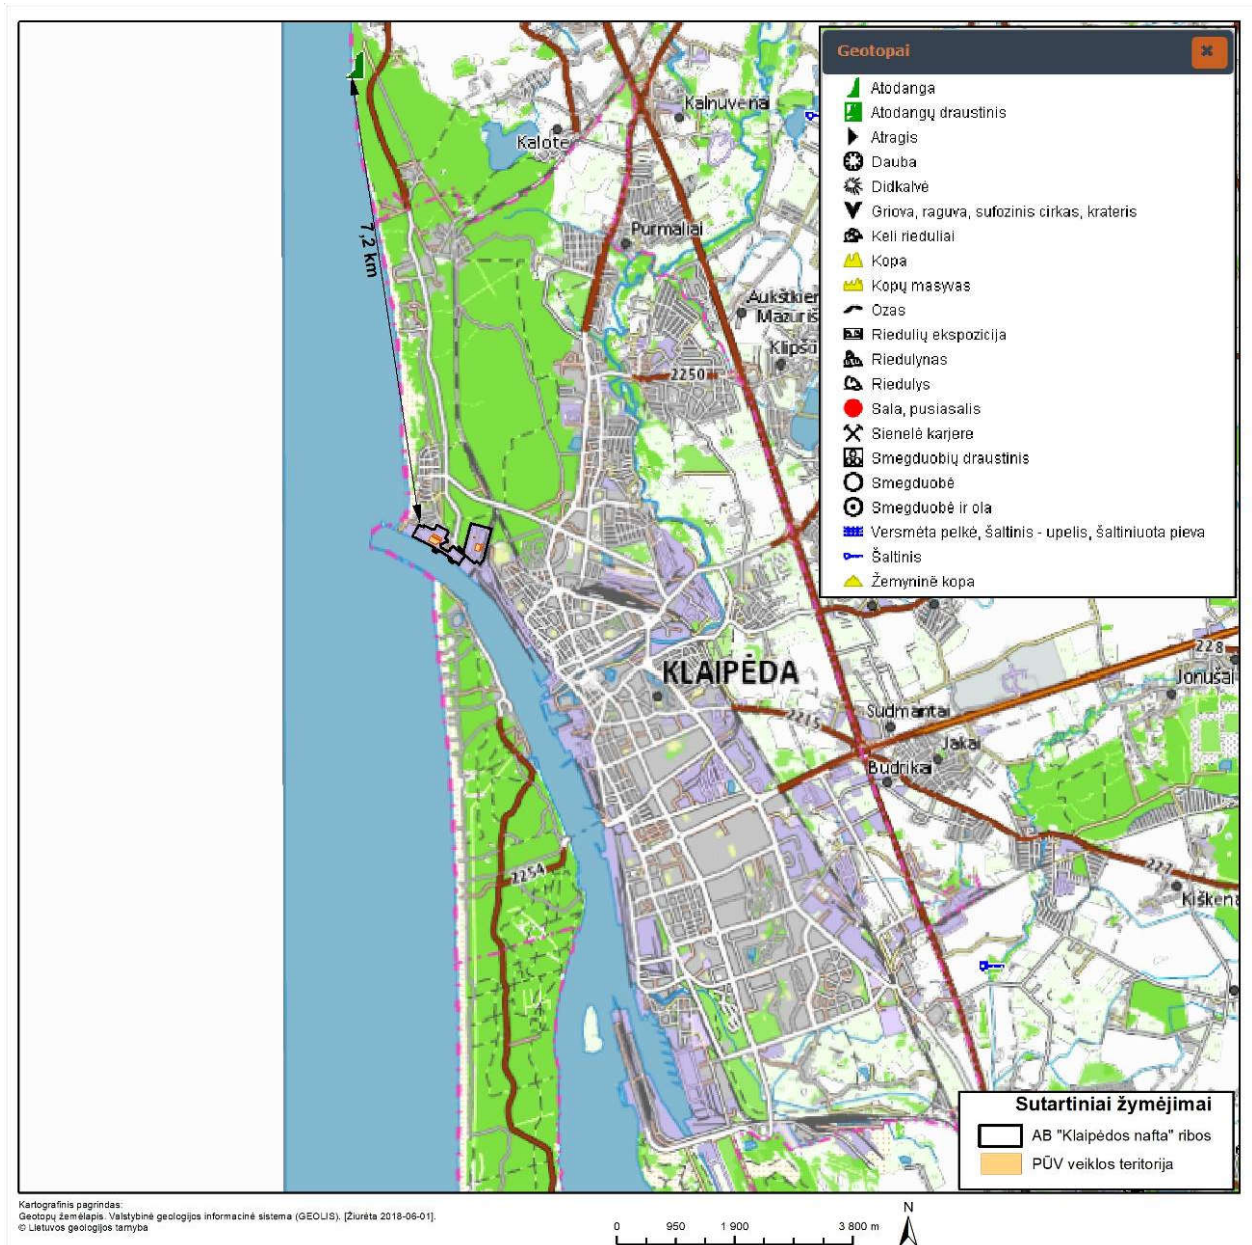 Geotopai
Atodanga
Atodangų draustinis
Atragis
Dauba
Didkalvė
Griova, raguva, sufozinis cirkas, krateris
Keli rieduliai
Kopa
Kopų masyvas
Ozas
Riedulių ekspozicija
Riedulynas
Riedulys
Sala, pusiasalis
Sienelė karjere
Smegduobių draustinis
Smegduobė
Smegduobė ir ola
Versmėta pelkė, šaltinis - upelis, šaltiniuota pieva
Šaltinis
Žemyninė kopa
Kalnuvėnai
Kalotė
7,2 km
Purmaliai
Aukštkien
Mazūriš
Klipšči
2250
KLAIPĖDA
228
Jonušai
2215
Sudmantai
Jakai
Budrikai
2254
227
Kiškėna
Sutartiniai žymėjimai
AB "Klaipėdos nafta" ribos
PŪV veiklos teritorija
Kartografinis pagrindas:
Geotopų žemėlapis. Valstybinė geologijos informacinė sistema (GEOLIS). [Žiūrėta 2018-06-01].
© Lietuvos geologijos tarnyba
0 950 1 900 3 800 m
N